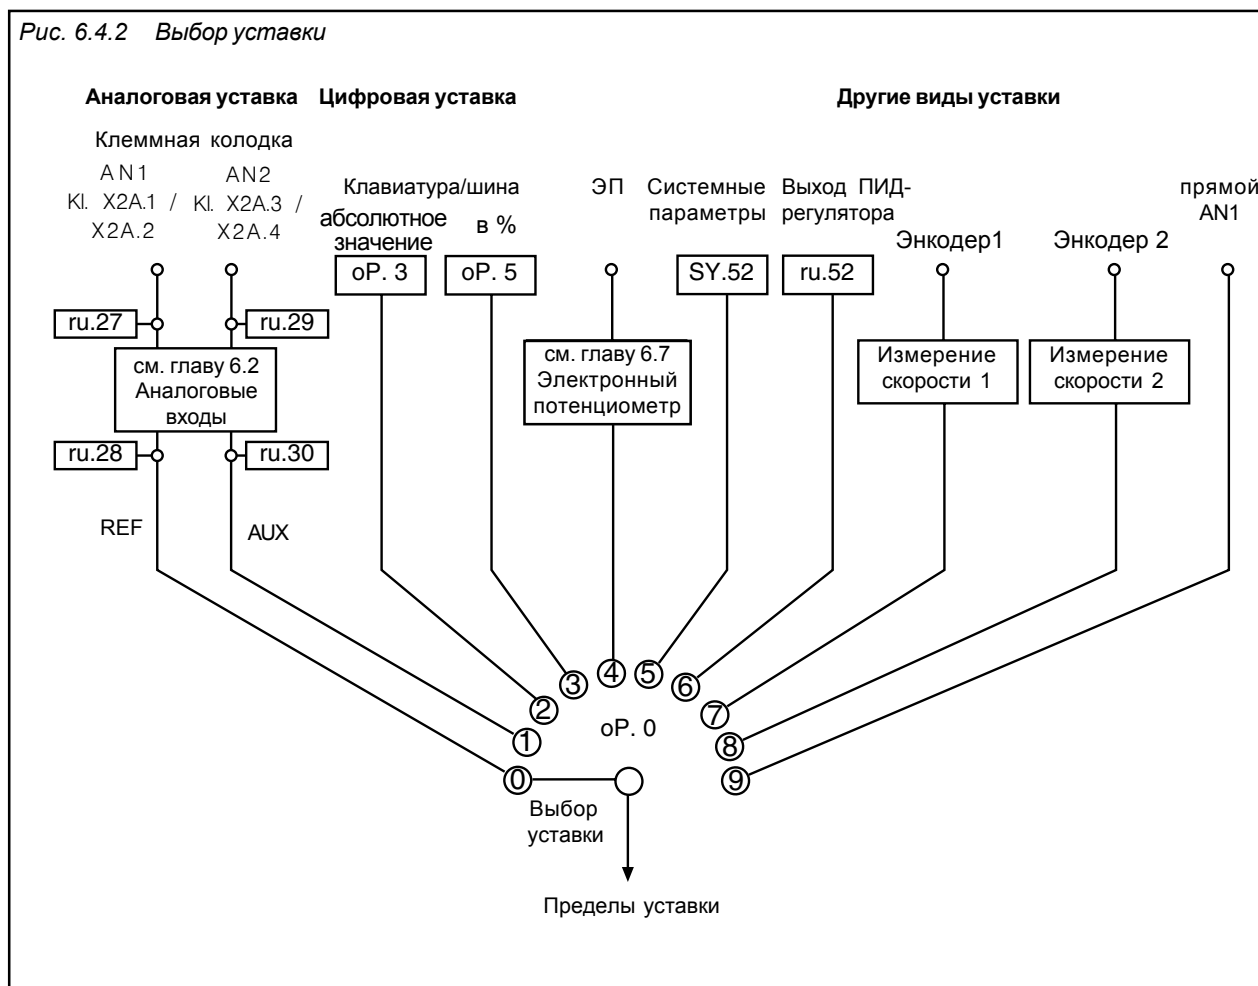 Рис. 6.4.2 Выбор уставки
Аналоговая уставка Цифровая уставка Другие виды уставки
Клеммная колодка
AN1
Kl. X2A.1 /
X2A.2
AN2
Kl. X2A.3 /
X2A.4
Клавиатура/шина
абсолютное
значение
в %
ЭП
Системные
параметры
Выход ПИД-
регулятора
Энкодер1
Энкодер 2
прямой
AN1
oP. 3
oP. 5
SY.52
ru.52
ru.27
ru.29
см. главу 6.2
Аналоговые
входы
см. главу 6.7
Электронный
потенциометр
Измерение
скорости 1
Измерение
скорости 2
ru.28
ru.30
REF
AUX
0
1
2
3
4
5
6
7
8
9
oP. 0
Выбор
уставки
Пределы уставки